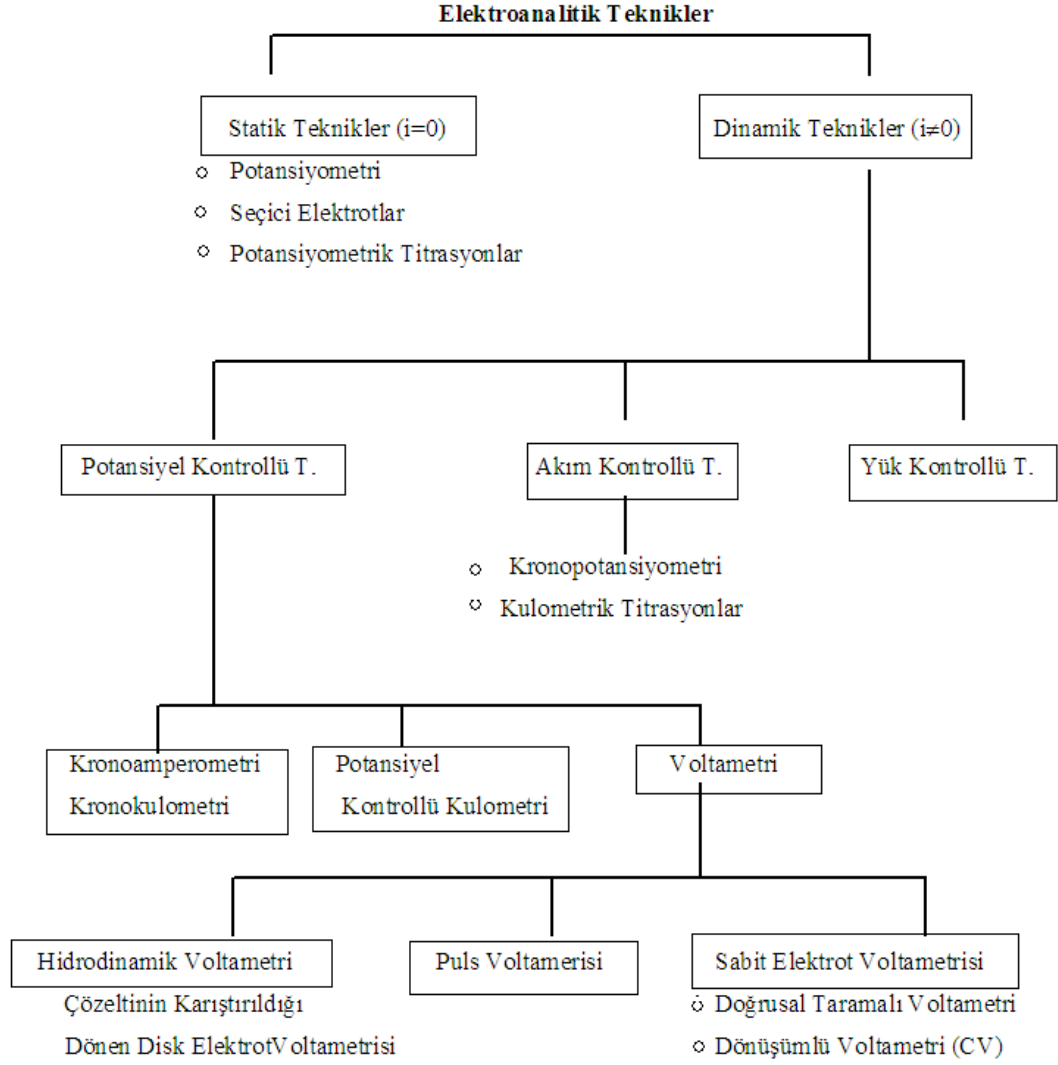 Elektroanalitik Teknikler
Statik Teknikler (i=0)
Dinamik Teknikler (i≠0)
Potansiyometri
Seçici Elektrotlar
Potansiyometrik Titrasyonlar
Potansiyel Kontrollü T.
Akım Kontrollü T.
Yük Kontrollü T.
Kronopotansiyometri
Kulometrik Titrasyonlar
Kronoamperometri
Kronokulometri
Potansiyel
Kontrollü Kulometri
Voltametri
Hidrodinamik Voltametri
Puls Voltamerisi
Sabit Elektrot Voltametrisi
Çözeltinin Karıştırıldığı
Dönen Disk ElektrotVoltametrisi
Doğrusal Taramalı Voltametri
Dönüşümlü Voltametri (CV)